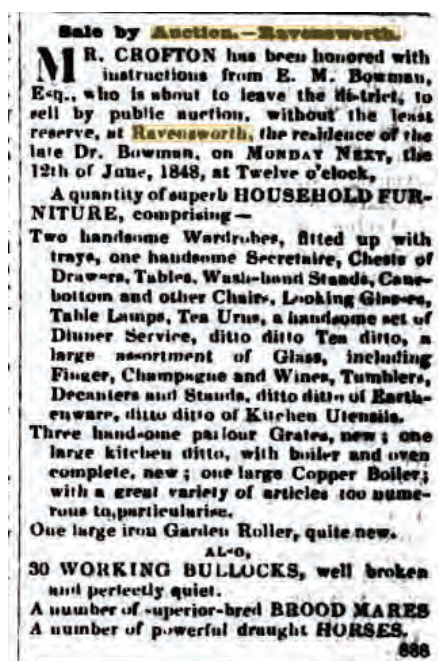 Sale by Auction.—Ravensworth.
MR. CROFTON has been honored with
instructions from E. M. Bowman,
Esq., who is about to leave the district, to
sell by public auction, without the least
reserve, at Ravensworth, the residence of the
late Dr. Bowman, on MONDAY NEXT, the
12th of June, 1848, at Twelve o'clock,
A quantity of superb HOUSEHOLD FUR-
NITURE, comprising—
Two handsome Wardrobes, fitted up with
trays, one handsome Secretaire, Chests of
Drawers, Tables, Wash-hand Stands, Cane-
bottom and other Chairs, Looking Glasses,
Table Lamps, Tea Urns, a handsome set of
Dinner Service, ditto ditto Tea ditto, a
large assortment of Glass, including
Finger, Champagne and Wines, Tumblers,
Decanters and Stands, ditto ditto of Earth-
enware, ditto ditto of Kitchen Utensils.
Three handsome parlour Grates, new; one
large kitchen ditto, with boiler and oven
complete, new; one large Copper Boiler;
with a great variety of articles too nume-
rous to particularise.
One large iron Garden Roller, quite new.
ALSO,
30 WORKING BULLOCKS, well broken
and perfectly quiet.
A number of superior-bred BROOD MARES
A number of powerful draught HORSES.
888